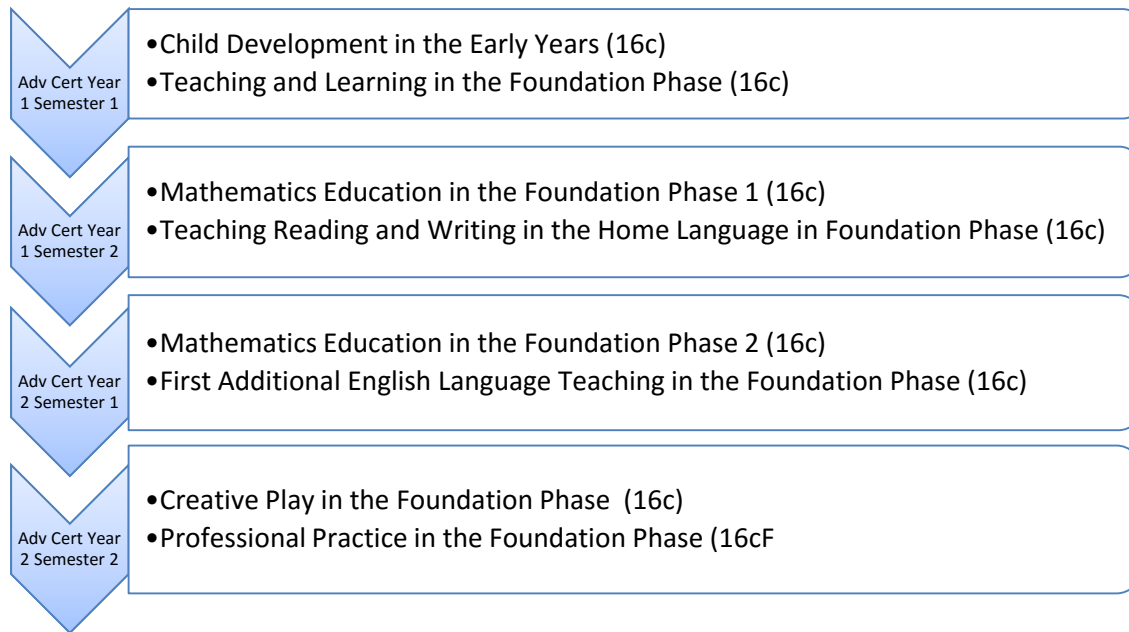 Adv Cert Year
1 Semester 1
•Child Development in the Early Years (16c)
•Teaching and Learning in the Foundation Phase (16c)
Adv Cert Year
1 Semester 2
•Mathematics Education in the Foundation Phase 1 (16c)
•Teaching Reading and Writing in the Home Language in Foundation Phase (16c)
Adv Cert Year
2 Semester 1
•Mathematics Education in the Foundation Phase 2 (16c)
•First Additional English Language Teaching in the Foundation Phase (16c)
Adv Cert Year
2 Semester 2
•Creative Play in the Foundation Phase  (16c)
•Professional Practice in the Foundation Phase (16cF